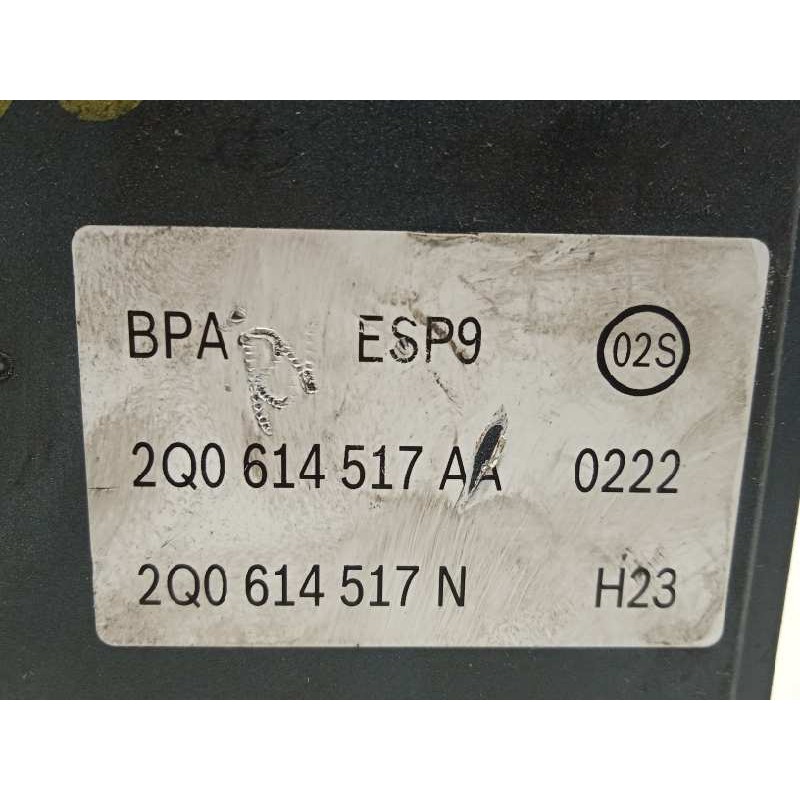 BPA ESP9 02S
2Q0 614 517 AA 0222
2Q0 614 517 N H23